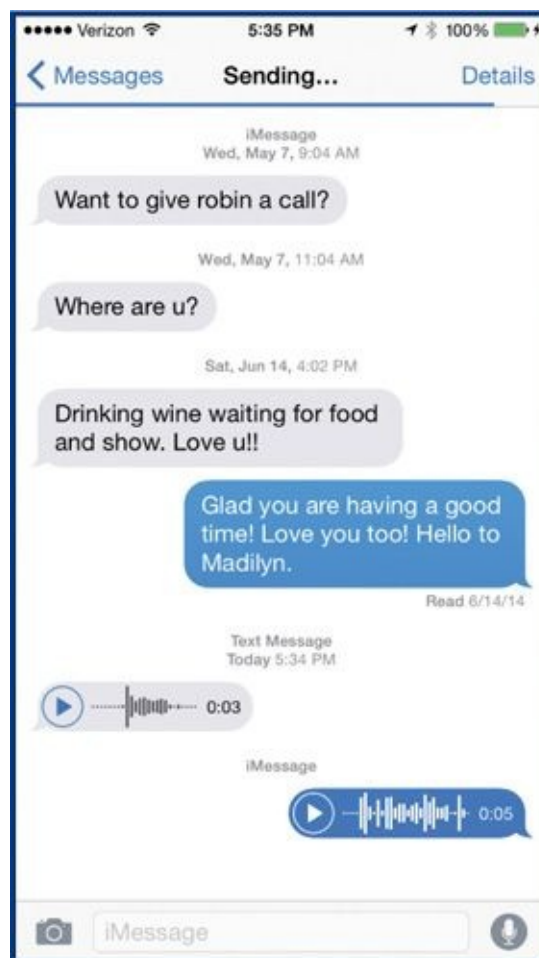 Verizon 5:35 PM 100%
Messages Sending... Details
iMessage
Wed, May 7, 9:04 AM
Want to give robin a call?
Wed, May 7, 11:04 AM
Where are u?
Sat, Jun 14, 4:02 PM
Drinking wine waiting for food
and show. Love u!!
Glad you are having a good
time! Love you too! Hello to
Madilyn.
Read 6/14/14
Text Message
Today 5:34 PM
0:03
iMessage
0:05
iMessage